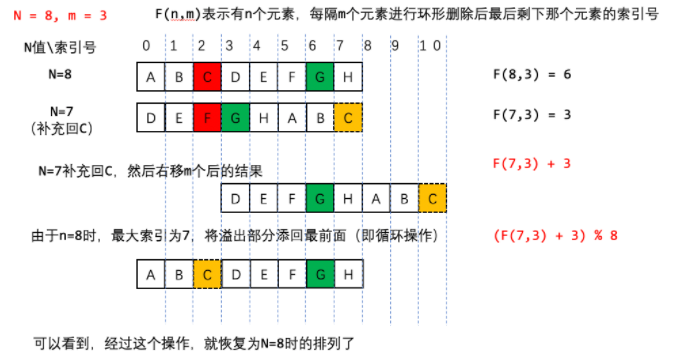 N = 8, m = 3
F(n,m)表示有n个元素，每隔m个元素进行环形删除后最后剩下那个元素的索引号
N值\索引号 0 1 2 3 4 5 6 7 8 9 10
N=8 A B C D E F G H F(8,3) = 6
N=7 D E F G H A B C F(7,3) = 3
（补充回C）
N=7补充回C，然后右移m个后的结果 F(7,3) + 3
D E F G H A B C
由于n=8时，最大索引为7，将溢出部分添回最前面（即循环操作） (F(7,3) + 3) % 8
A B C D E F G H
可以看到，经过这个操作，就恢复为N=8时的排列了